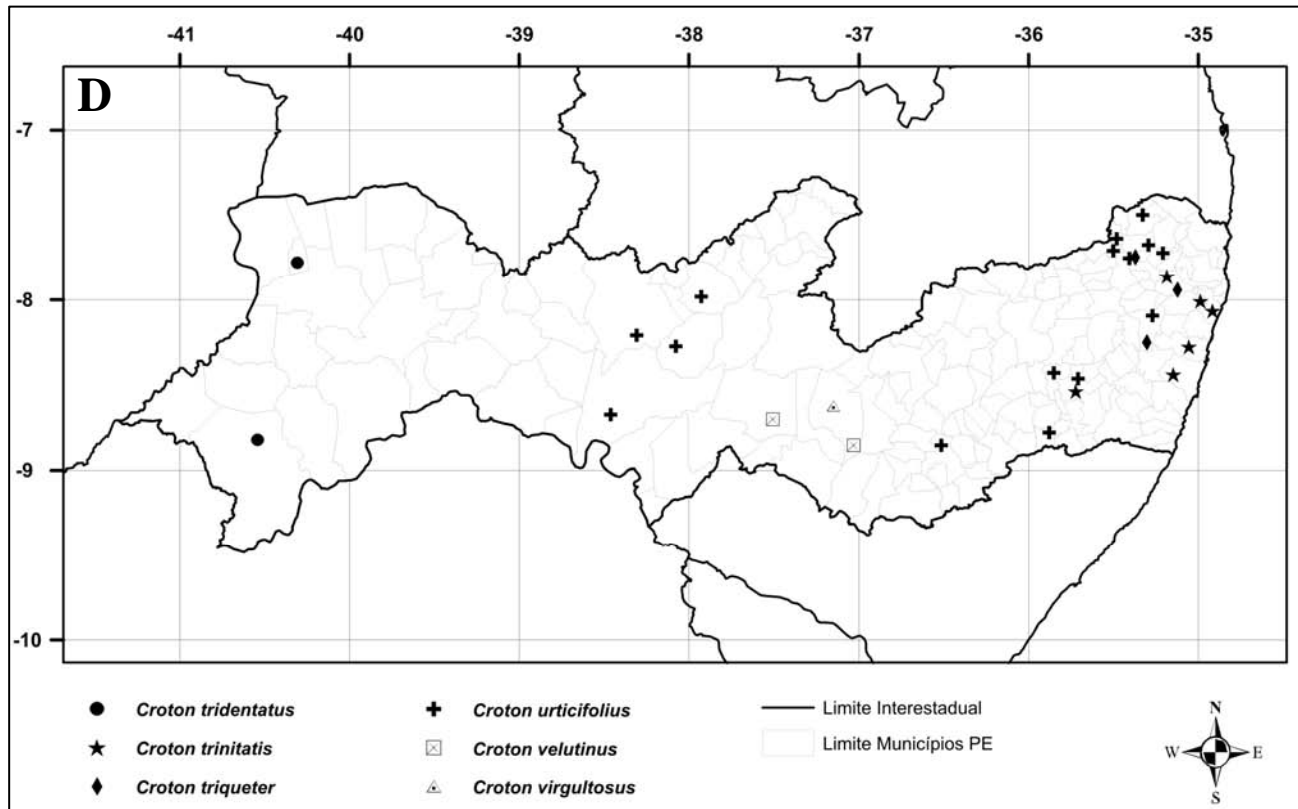 -41 -40 -39 -38 -37 -36 -35
D
-7
-8
-9
-10
Croton tridentatus
Croton trinitatis
Croton triqueter
Croton urticifolius
Croton velutinus
Croton virgultosus
Limite Interestadual
Limite Municípios PE
N
W E
S